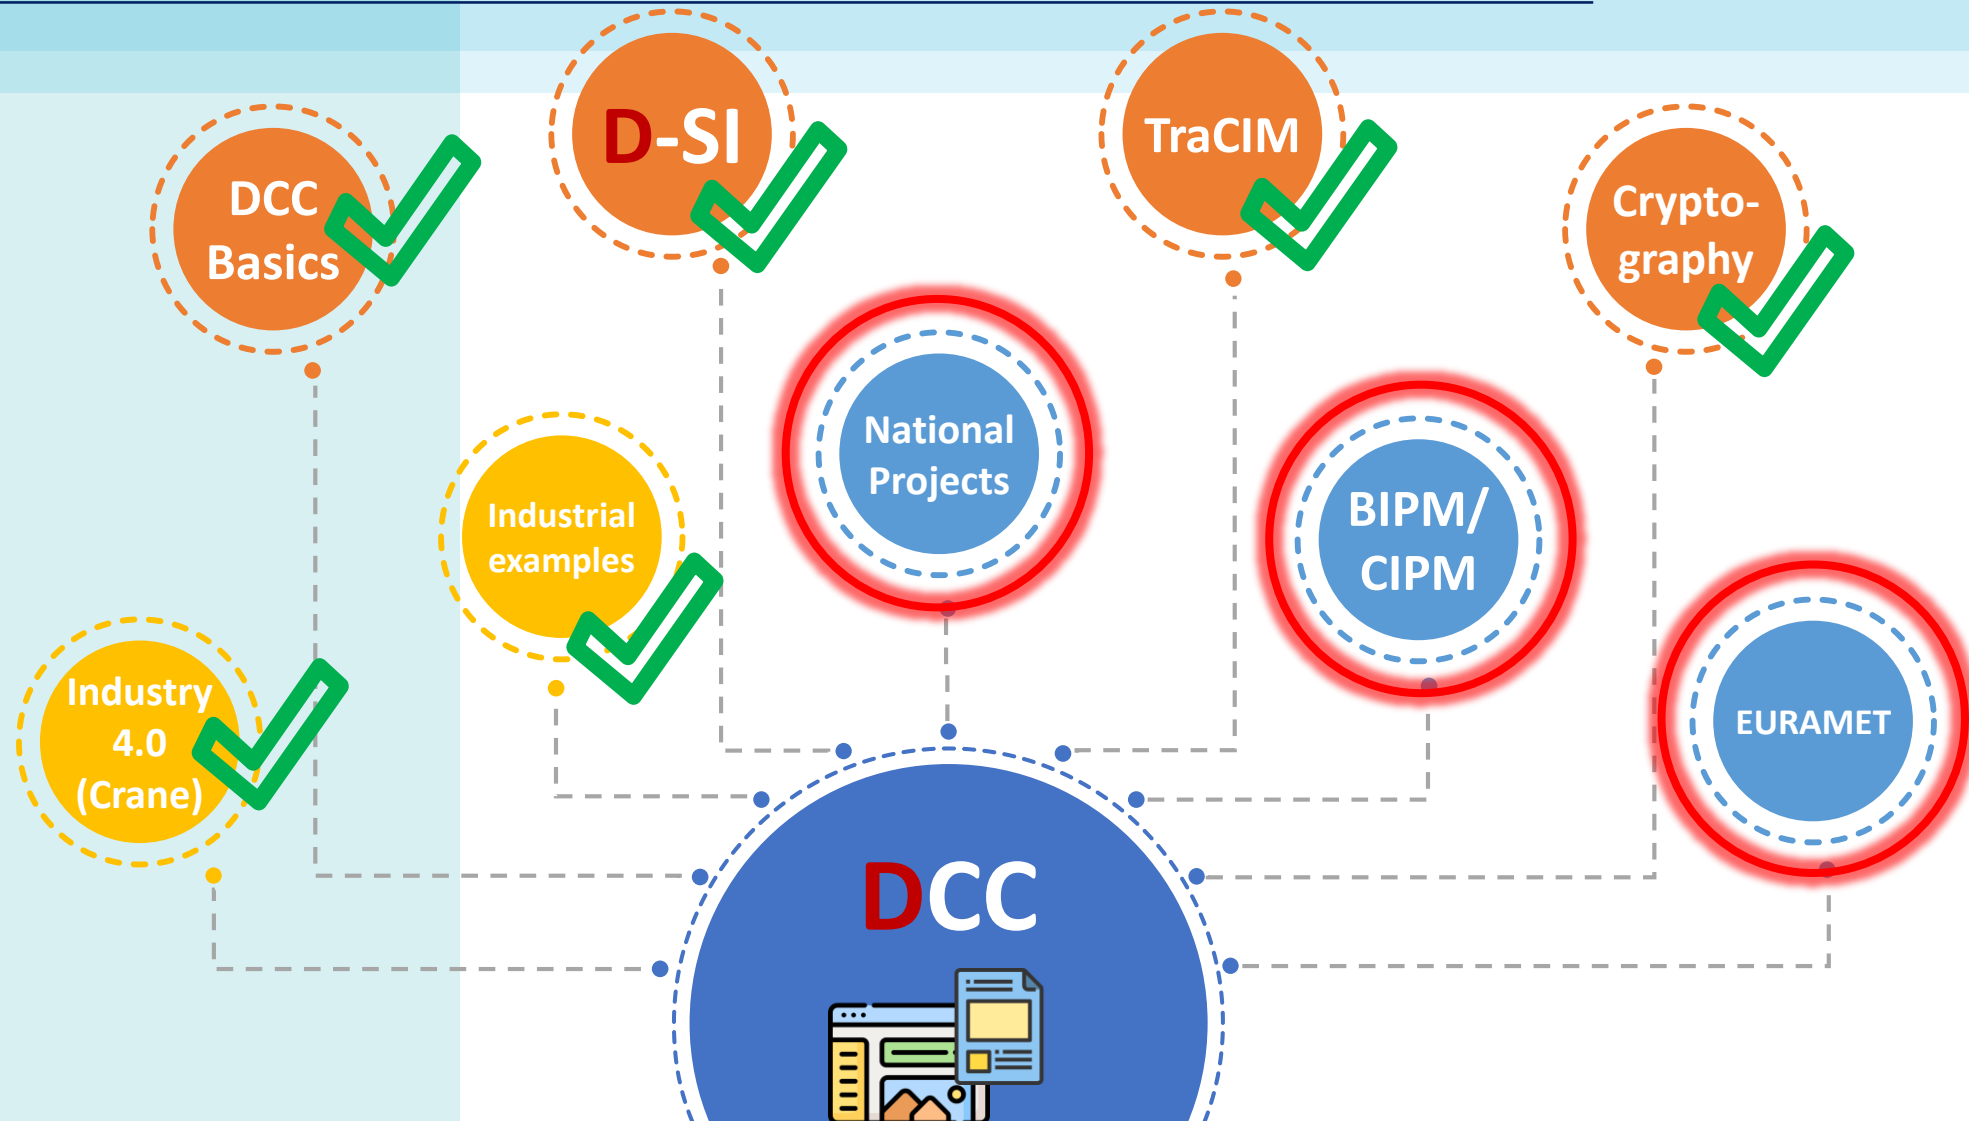 D-SI
TraCIM
DCC
Basics
Crypto-
graphy
National
Projects
Industrial
examples
BIPM/
CIPM
Industry
4.0
(Crane)
EURAMET
DCC